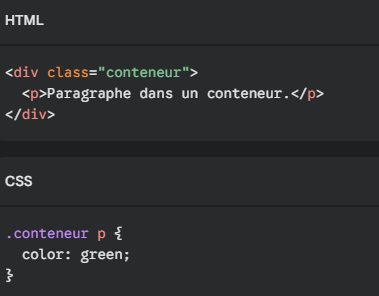 HTML
<div class="conteneur">
  <p>Paragraphe dans un conteneur.</p>
</div>
CSS
.conteneur p {
  color: green;
}